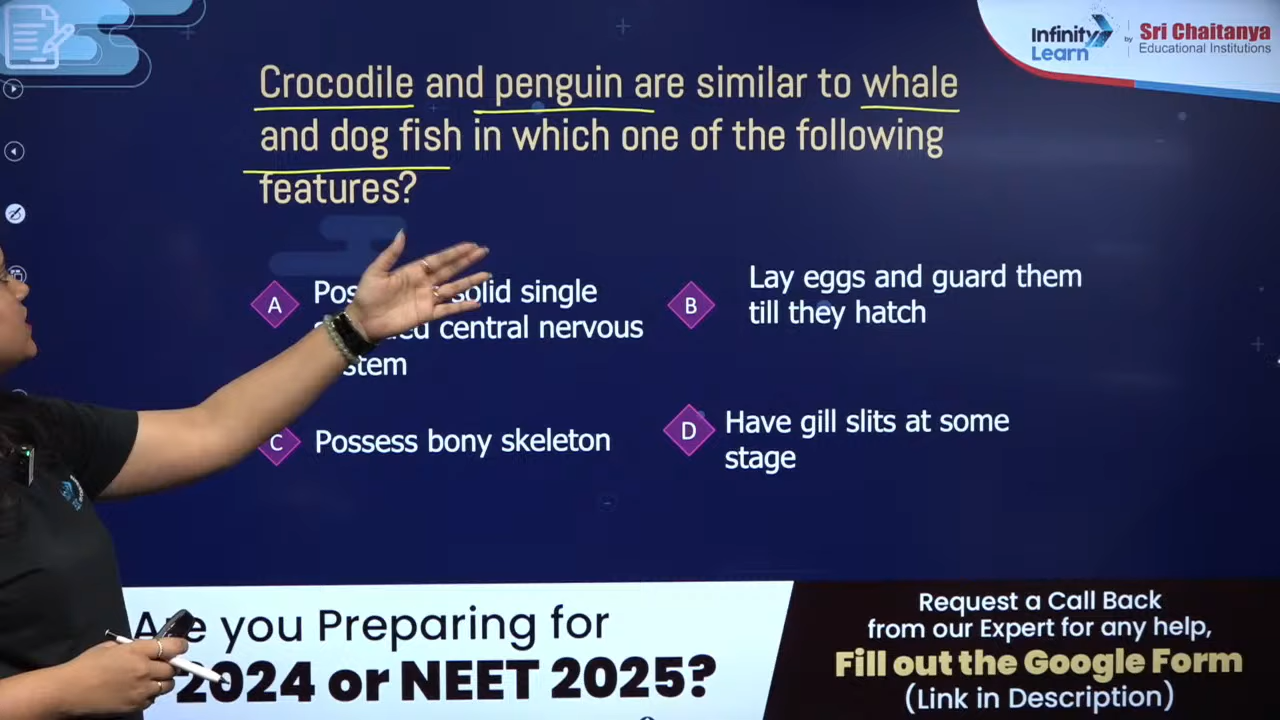 Infinity Learn by Sri Chaitanya Educational Institutions
Crocodile and penguin are similar to whale
and dog fish in which one of the following
features?
A solid single
central nervous
B Lay eggs and guard them
till they hatch
C Possess bony skeleton
D Have gill slits at some
stage
Are you Preparing for
2024 or NEET 2025?
Request a Call Back
from our Expert for any help,
Fill out the Google Form
(Link in Description)